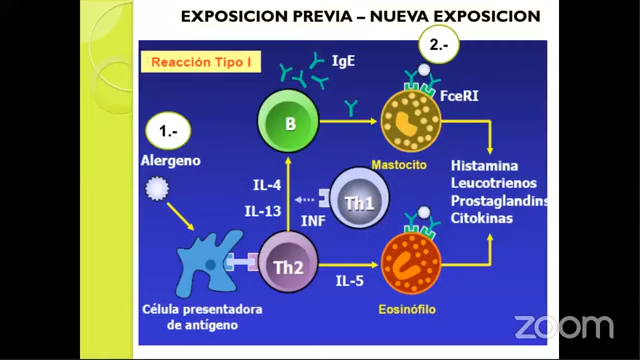 EXPOSICION PREVIA – NUEVA EXPOSICION
Reacción Tipo I
IgE
2.-
FceRI
B
1.-
Alergeno
Mastocito
IL-4
IL-13
INF
Th1
Histamina
Leucotrienos
Prostaglandins
Citokinas
Th2
IL-5
Célula presentadora
de antígeno
Eosinófilo
zoom